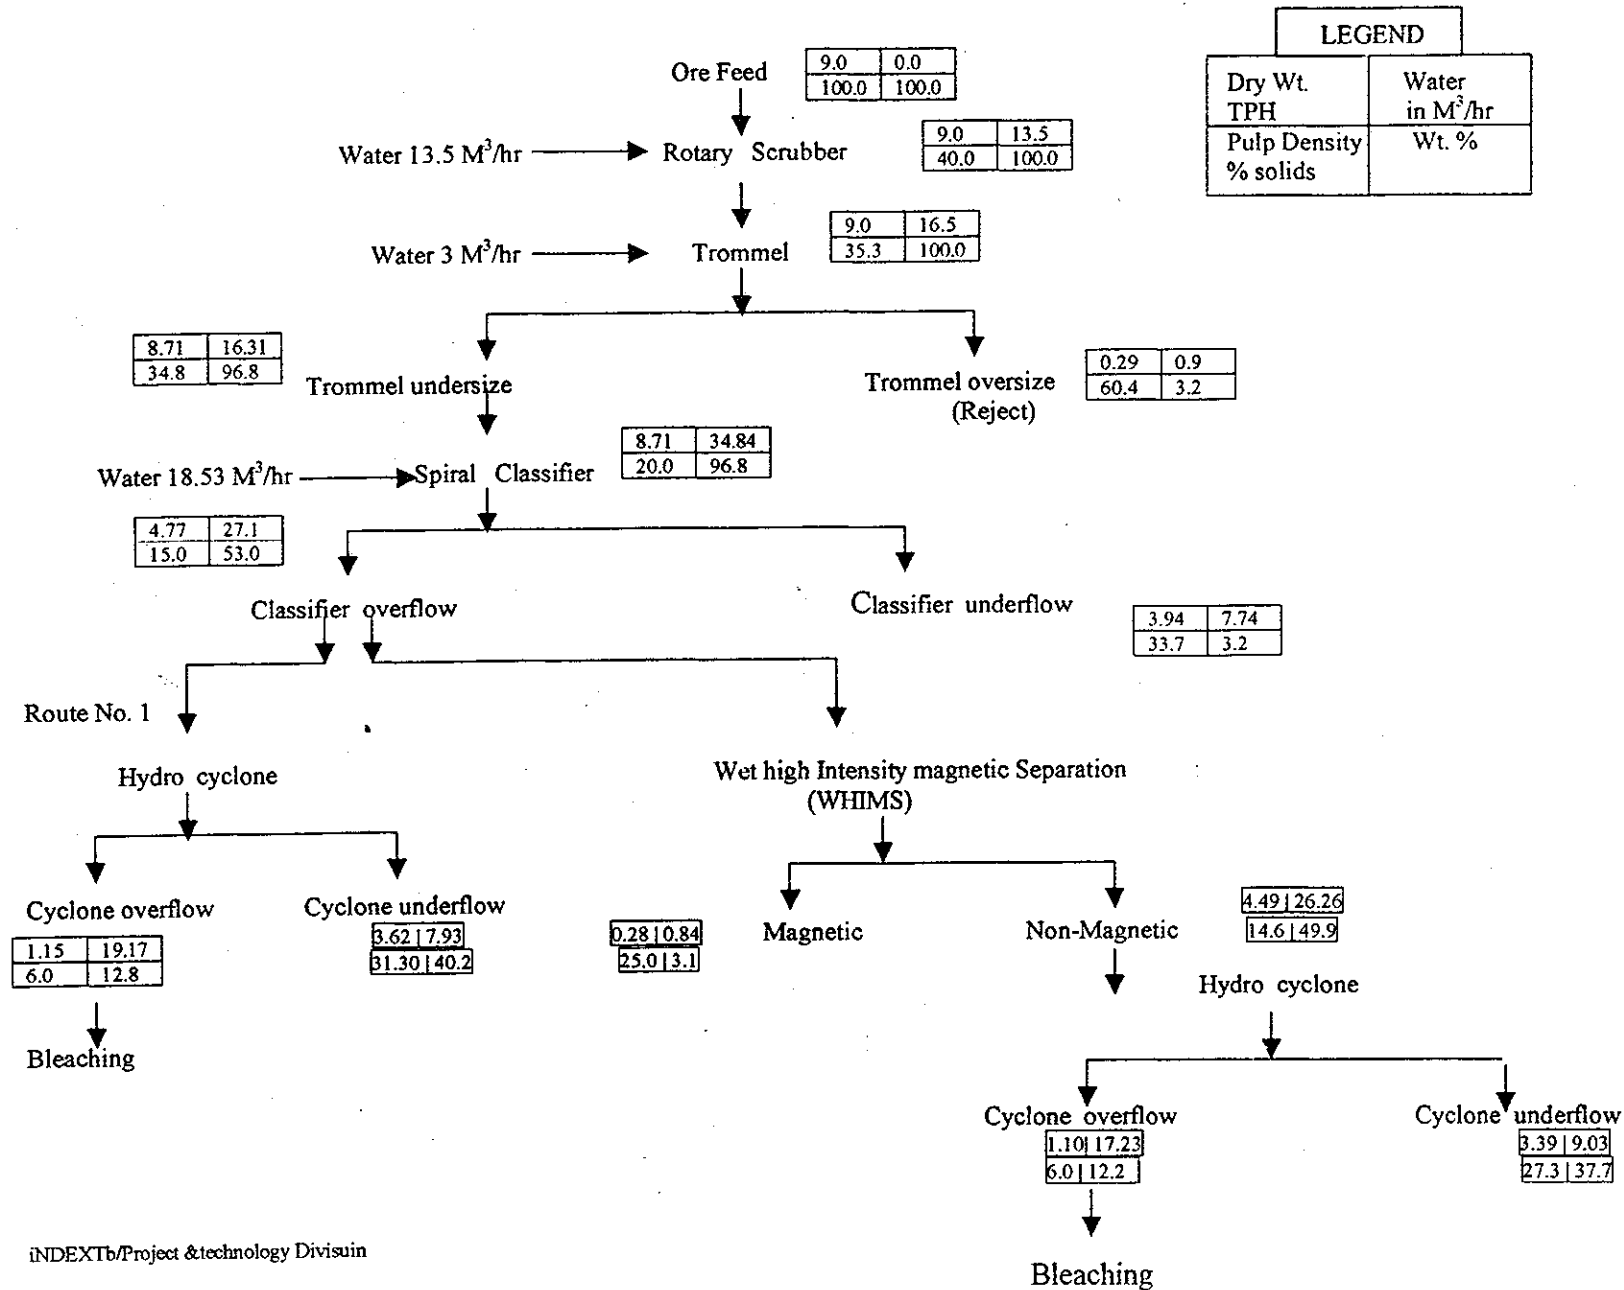 LEGEND
Dry Wt. TPH | Water in M³/hr
Pulp Density % solids | Wt. %
Ore Feed
9.0 | 0.0
100.0 | 100.0
Water 13.5 M³/hr
Rotary Scrubber
9.0 | 13.5
40.0 | 100.0
Water 3 M³/hr
Trommel
9.0 | 16.5
35.3 | 100.0
8.71 | 16.31
34.8 | 96.8
Trommel undersize
Trommel oversize
(Reject)
0.29 | 0.9
60.4 | 3.2
Water 18.53 M³/hr
Spiral Classifier
8.71 | 34.84
20.0 | 96.8
4.77 | 27.1
15.0 | 53.0
Classifier overflow
Classifier underflow
3.94 | 7.74
33.7 | 3.2
Route No. 1
Hydro cyclone
Wet high Intensity magnetic Separation
(WHIMS)
Cyclone overflow
1.15 | 19.17
6.0 | 12.8
Bleaching
Cyclone underflow
3.62 | 7.93
31.30 | 40.2
0.28 | 0.84
25.0 | 3.1
Magnetic
Non-Magnetic
4.49 | 26.26
14.6 | 49.9
Hydro cyclone
Cyclone overflow
1.10 | 17.23
6.0 | 12.2
Cyclone underflow
3.39 | 9.03
27.3 | 37.7
Bleaching
iNDEXTb/Project &technology Divisuin